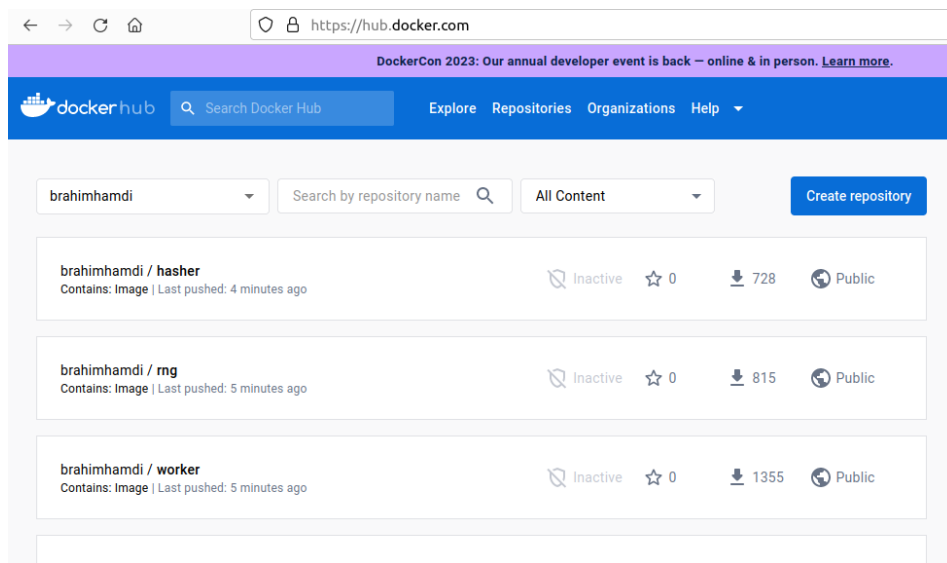 https://hub.docker.com
DockerCon 2023: Our annual developer event is back — online & in person. Learn more.
dockerhub Search Docker Hub Explore Repositories Organizations Help
brahimhamdi Search by repository name All Content Create repository
brahimhamdi / hasher
Contains: Image | Last pushed: 4 minutes ago
Inactive 0 728 Public
brahimhamdi / rng
Contains: Image | Last pushed: 5 minutes ago
Inactive 0 815 Public
brahimhamdi / worker
Contains: Image | Last pushed: 5 minutes ago
Inactive 0 1355 Public